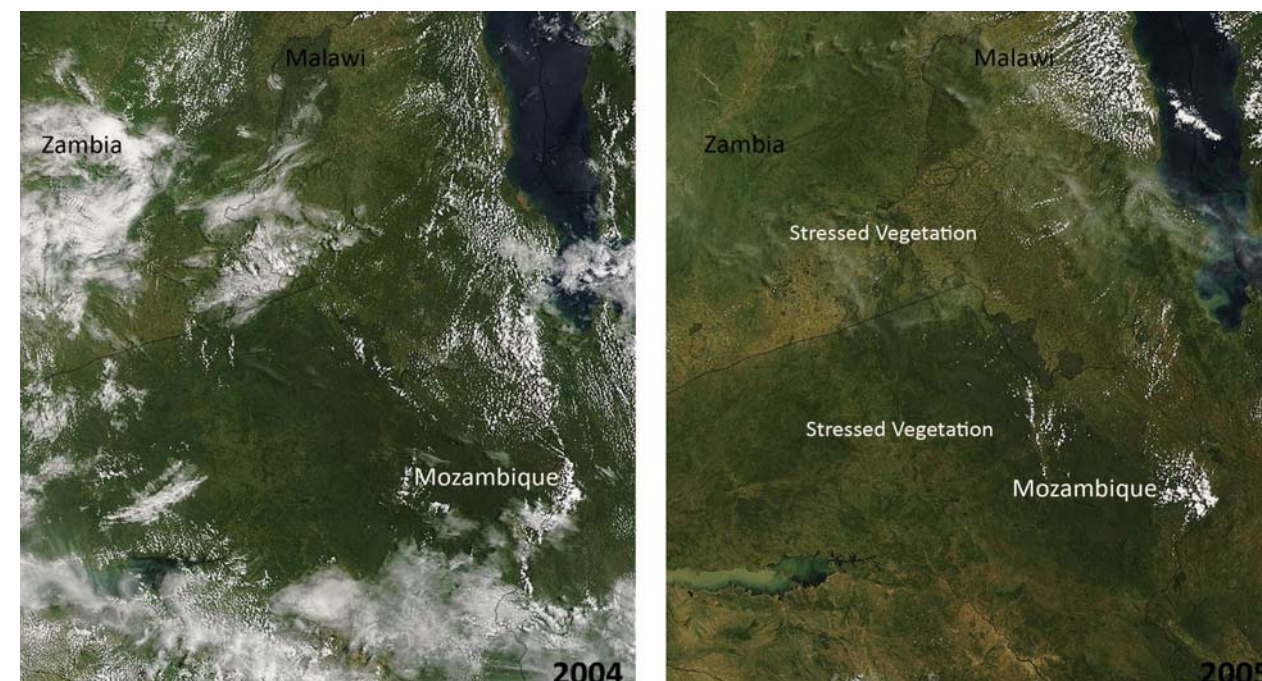 Malawi
Zambia
Mozambique
2004
Malawi
Zambia
Stressed Vegetation
Stressed Vegetation
Mozambique
2005